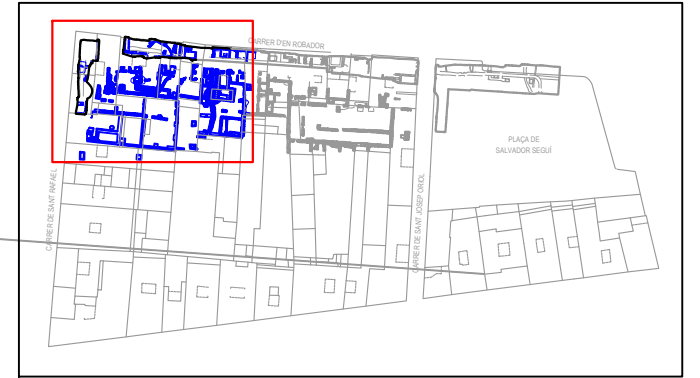 CARRER D'EN ROBADOR
PLAÇA DE
SALVADOR SEGUÍ
CARRER DE SANT RAFAEL
CARRER DE SANT JOSEP ORIOL